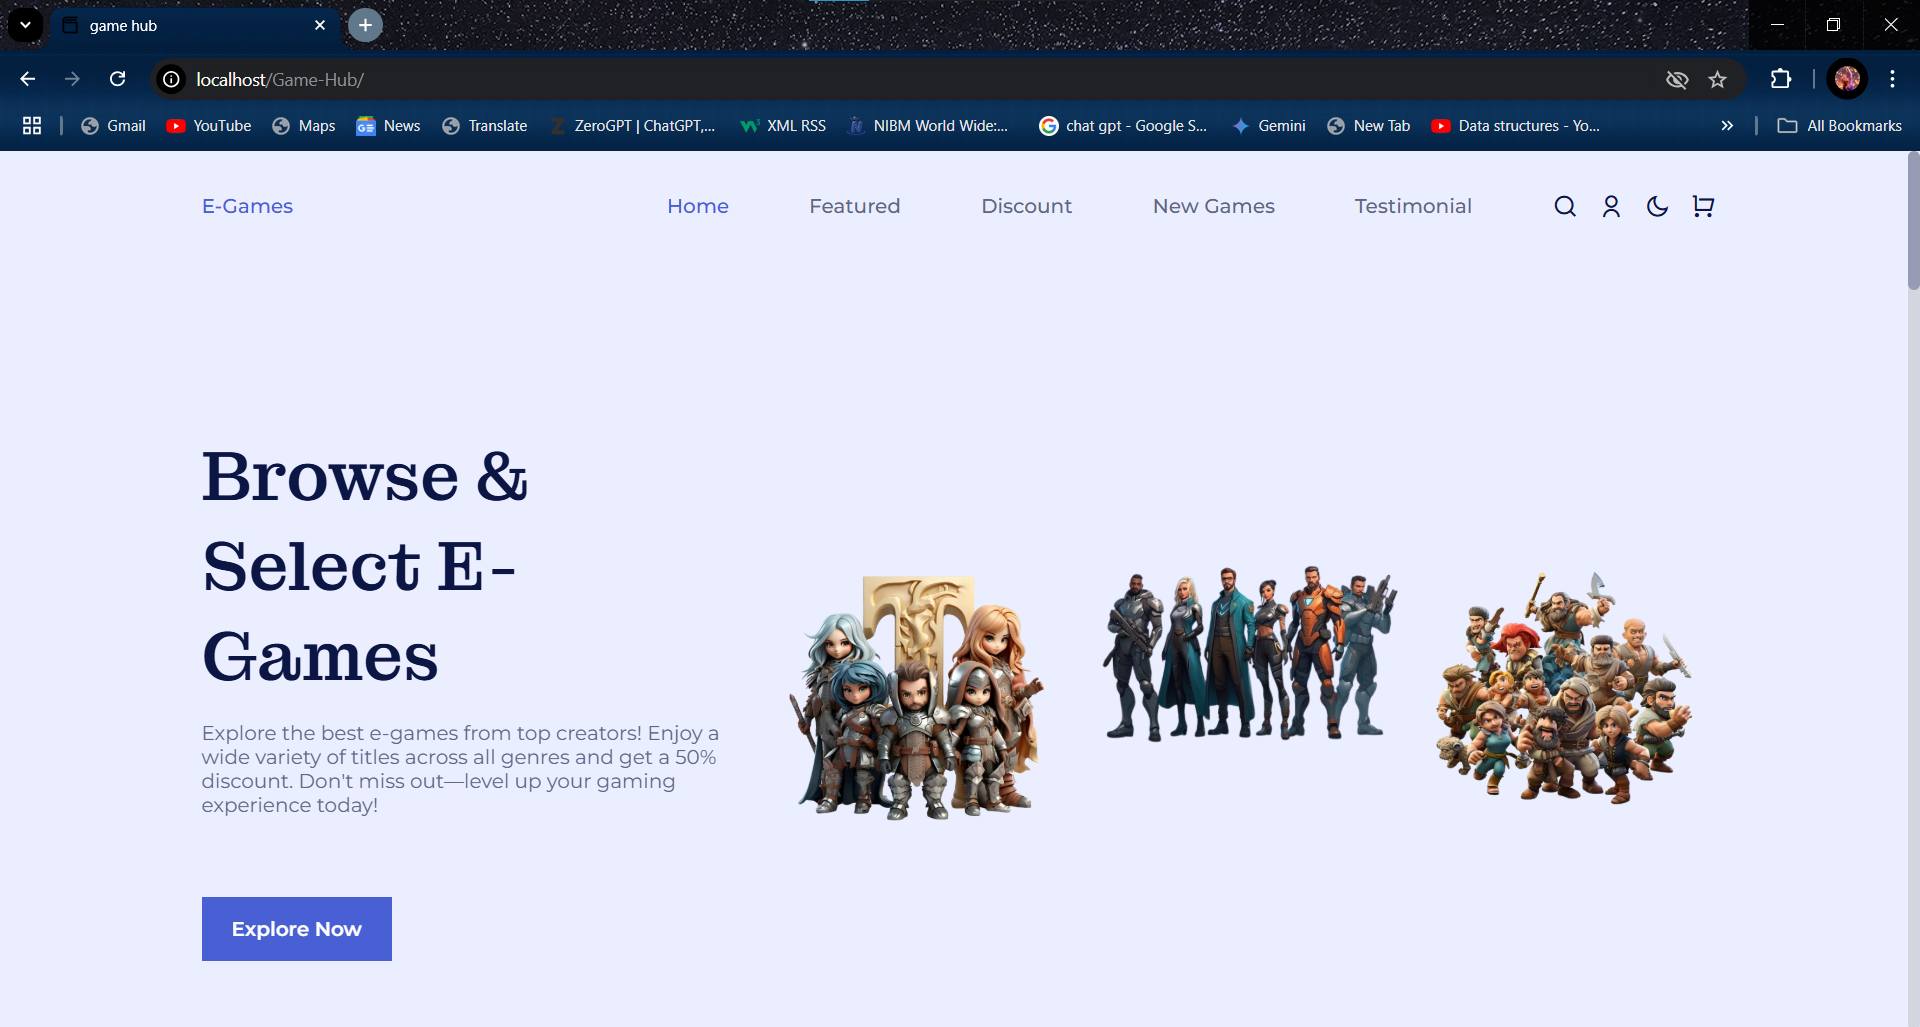 game hub
localhost/Game-Hub/
Gmail YouTube Maps News Translate ZeroGPT | ChatGPT,... XML RSS NIBM World Wide:... chat gpt - Google S... Gemini New Tab Data structures - Yo... All Bookmarks
E-Games Home Featured Discount New Games Testimonial
Browse &
Select E-
Games
Explore the best e-games from top creators! Enjoy a
wide variety of titles across all genres and get a 50%
discount. Don't miss out—level up your gaming
experience today!
Explore Now